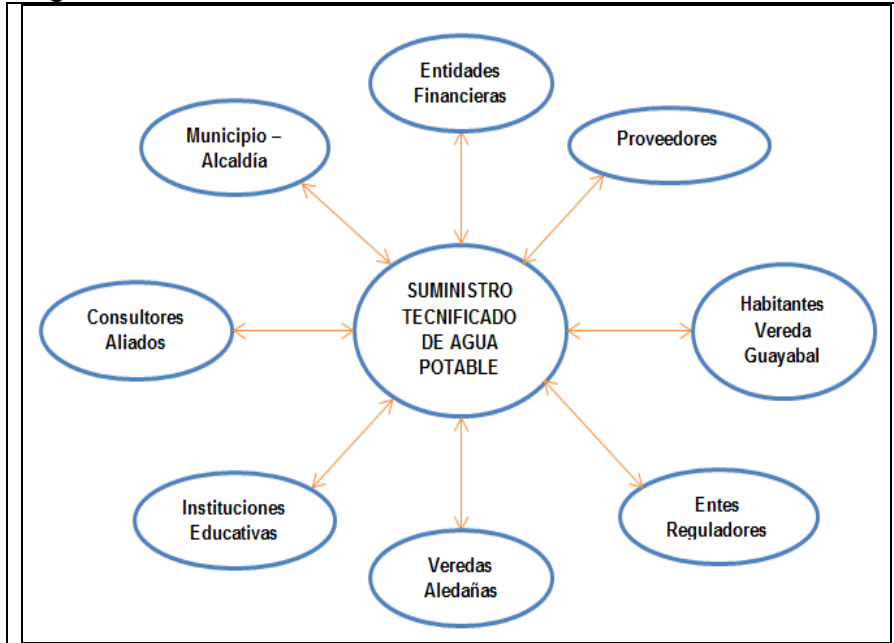 Entidades
Financieras
Municipio –
Alcaldía
Proveedores
SUMINISTRO
TECNIFICADO
DE AGUA
POTABLE
Consultores
Aliados
Habitantes
Vereda
Guayabal
Instituciones
Educativas
Entes
Reguladores
Veredas
Aledañas